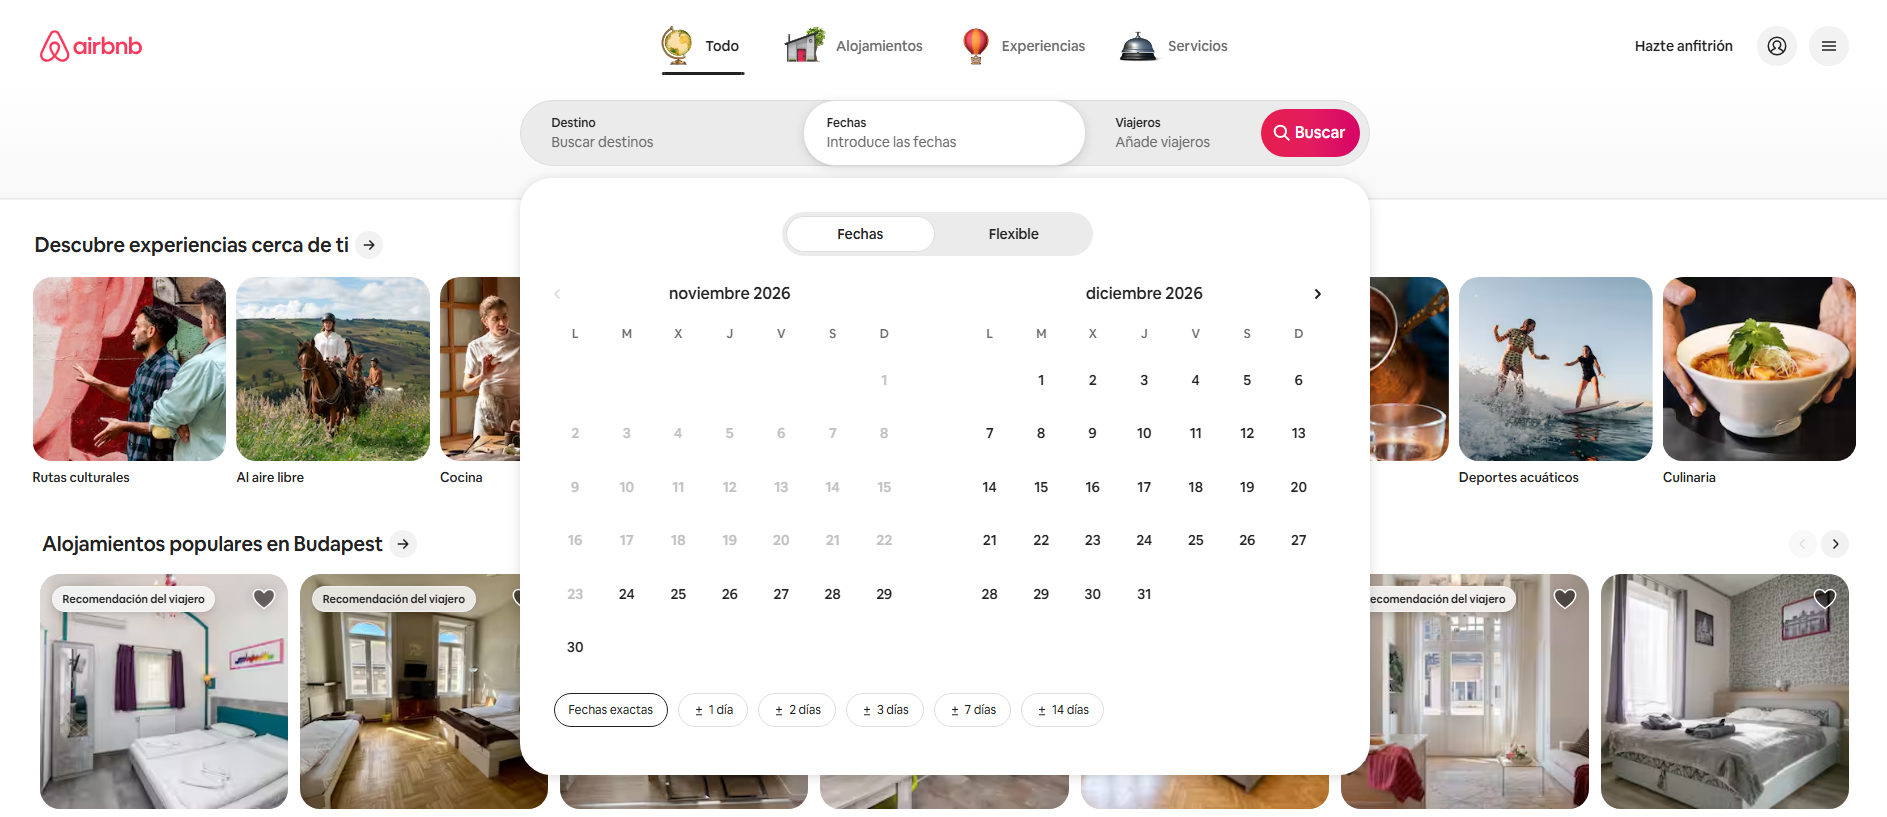 airbnb
Todo
Alojamientos
Experiencias
Servicios
Hazte anfitrión
Destino
Buscar destinos
Fechas
Introduce las fechas
Viajeros
Añade viajeros
Buscar
Fechas
Flexible
Descubre experiencias cerca de ti
noviembre 2026
L M X J V S D
1
2 3 4 5 6 7 8
9 10 11 12 13 14 15
16 17 18 19 20 21 22
23 24 25 26 27 28 29
30
diciembre 2026
L M X J V S D
1 2 3 4 5 6
7 8 9 10 11 12 13
14 15 16 17 18 19 20
21 22 23 24 25 26 27
28 29 30 31
Fechas exactas
± 1 día
± 2 días
± 3 días
± 7 días
± 14 días
Rutas culturales
Al aire libre
Cocina
Deportes acuáticos
Culinaria
Alojamientos populares en Budapest
Recomendación del viajero
Recomendación del viajero
ecomendación del viajero